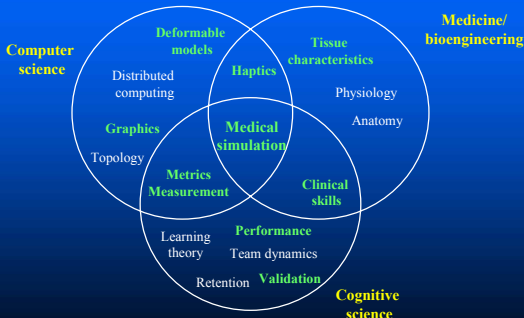 Computer
science
Medicine/
bioengineering
Deformable
models
Tissue
characteristics
Haptics
Distributed
computing
Physiology
Anatomy
Graphics
Medical
simulation
Topology
Metrics
Measurement
Clinical
skills
Performance
Learning
theory
Team dynamics
Retention
Validation
Cognitive
science